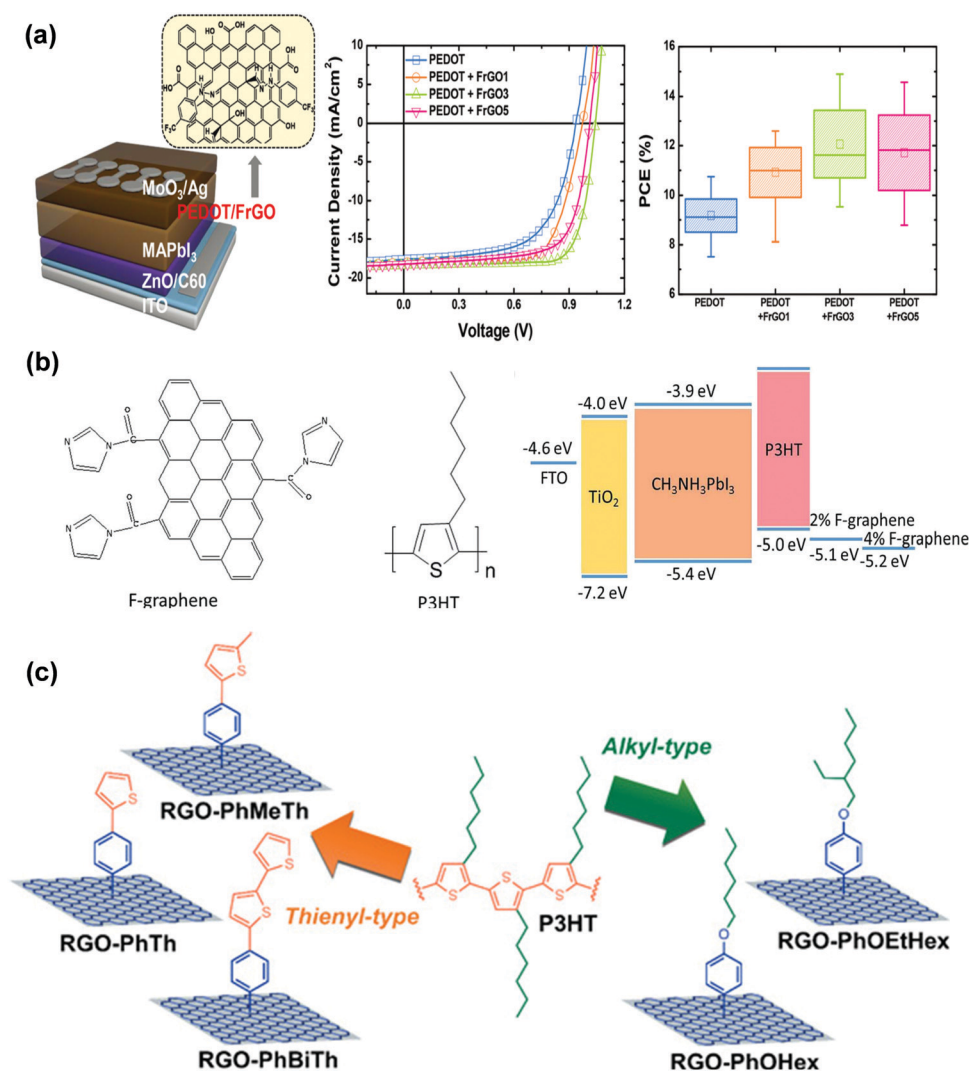 (a)
HO
O
OH
OH
HO
O
O
OH
H
N
N
H
N
N
HO
CF3
F3C
H
OH
OH
MoO3/Ag
PEDOT/FrGO
MAPbI3
ZnO/C60
ITO
Current Density (mA/cm²)
10
5
0
-5
-10
-15
-20
PEDOT
PEDOT + FrGO1
PEDOT + FrGO3
PEDOT + FrGO5
0.0
0.3
0.6
0.9
1.2
Voltage (V)
PCE (%)
16
14
12
10
8
6
PEDOT
PEDOT
+FrGO1
PEDOT
+FrGO3
PEDOT
+FrGO5
(b)
N
N
O
C
N
N
C
O
N
N
O
C
F-graphene
S
n
P3HT
-4.6 eV
FTO
-4.0 eV
TiO2
-7.2 eV
-3.9 eV
CH3NH3PbI3
-5.4 eV
P3HT
-5.0 eV
2% F-graphene
-5.1 eV
4% F-graphene
-5.2 eV
(c)
S
RGO-PhMeTh
S
RGO-PhTh
S
S
RGO-PhBiTh
Thienyl-type
Alkyl-type
S
S
S
P3HT
O
RGO-PhOEtHex
O
RGO-PhOHex